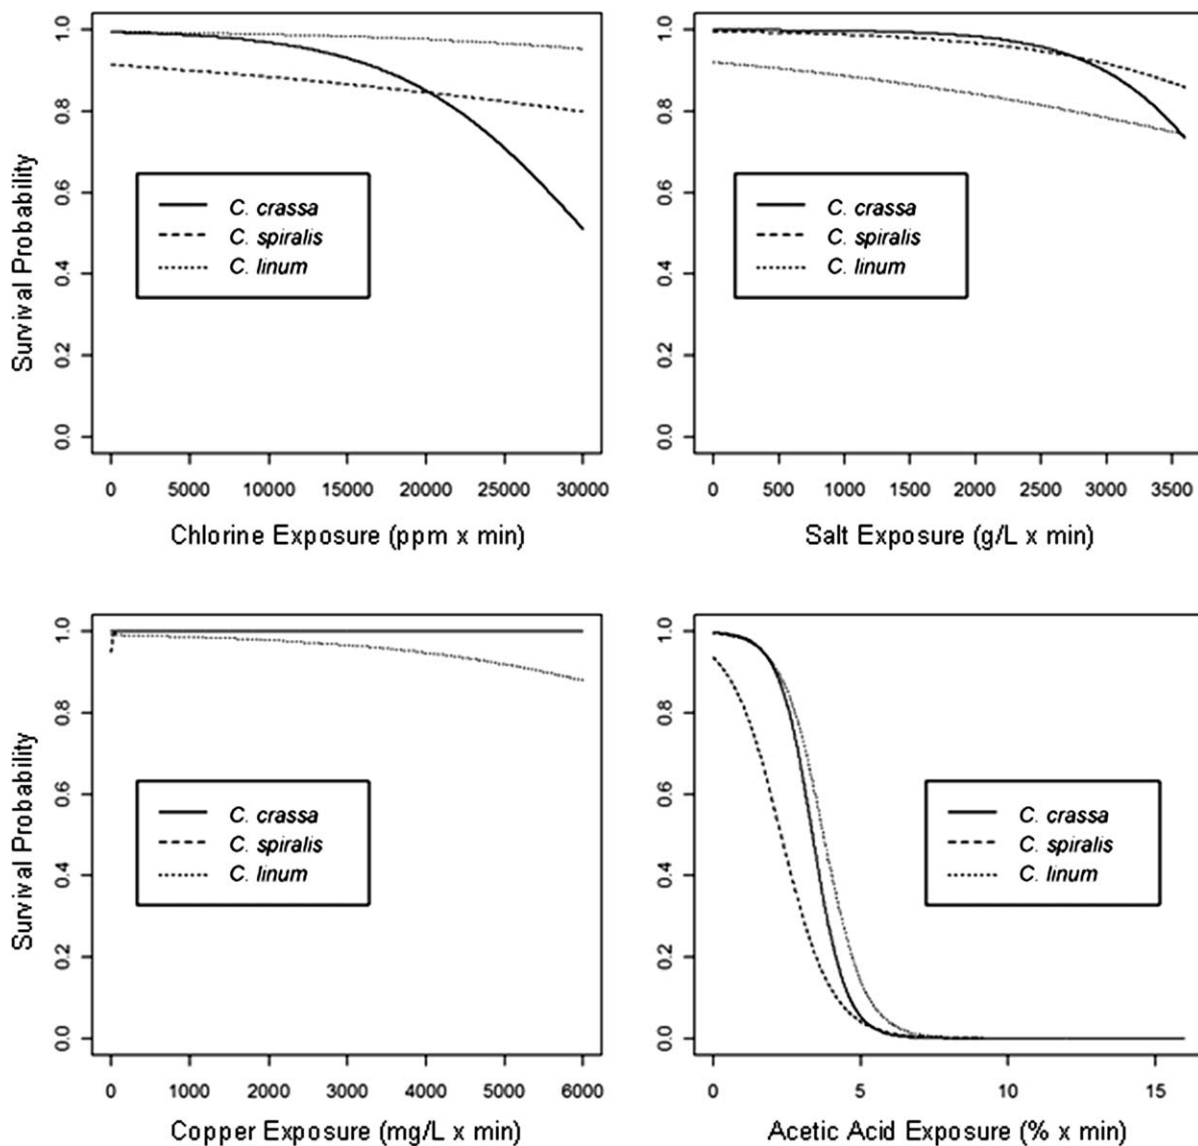 Survival Probability
0.0 0.2 0.4 0.6 0.8 1.0
C. crassa
C. spiralis
C. linum
0 5000 10000 15000 20000 25000 30000
Chlorine Exposure (ppm x min)
0.0 0.2 0.4 0.6 0.8 1.0
C. crassa
C. spiralis
C. linum
0 500 1000 1500 2000 2500 3000 3500
Salt Exposure (g/L x min)
Survival Probability
0.0 0.2 0.4 0.6 0.8 1.0
C. crassa
C. spiralis
C. linum
0 1000 2000 3000 4000 5000 6000
Copper Exposure (mg/L x min)
0.0 0.2 0.4 0.6 0.8 1.0
C. crassa
C. spiralis
C. linum
0 5 10 15
Acetic Acid Exposure (% x min)